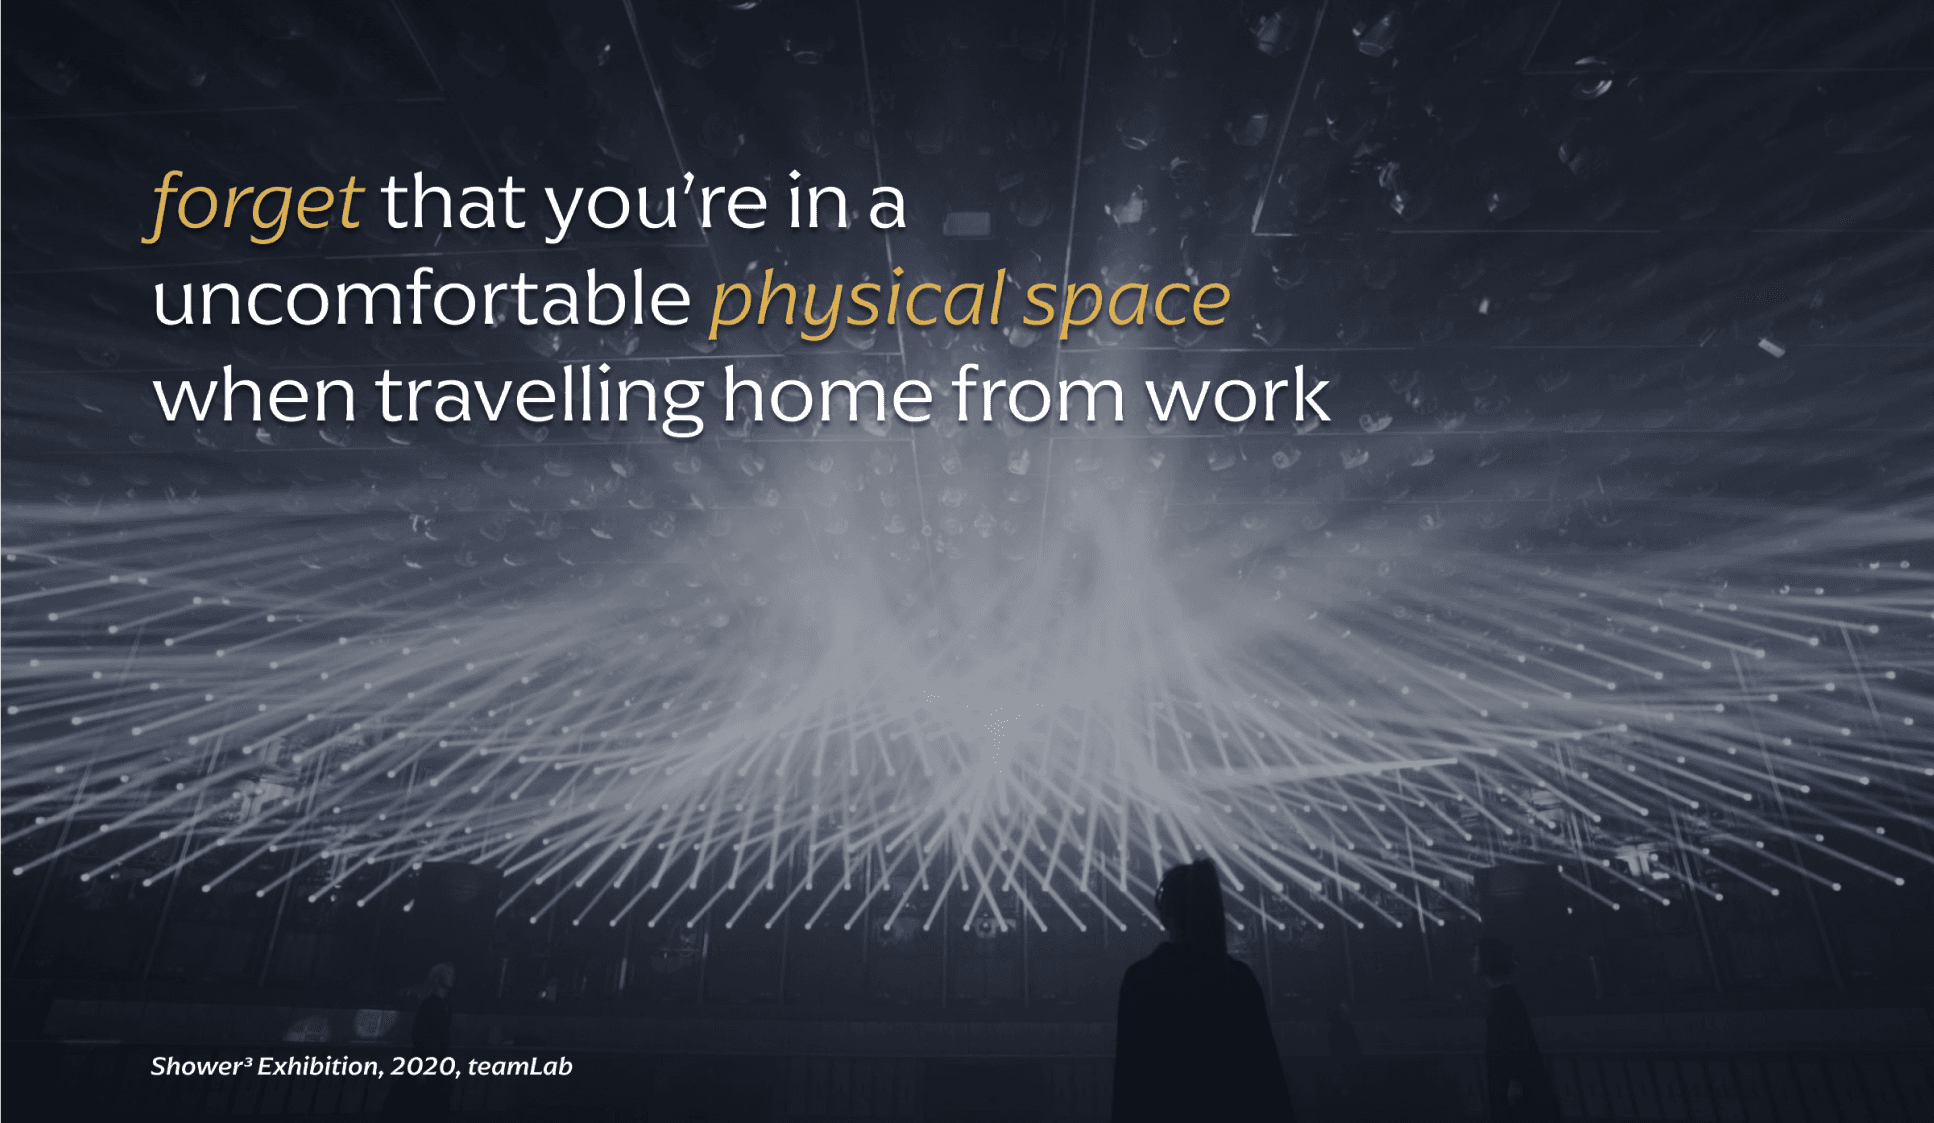 forget that you’re in a
uncomfortable physical space
when travelling home from work
Shower³ Exhibition, 2020, teamLab